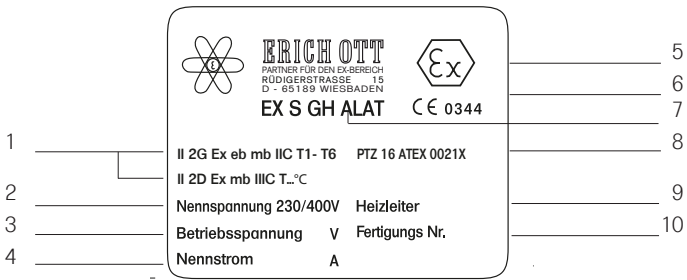 ERICH OTT
PARTNER FÜR DEN EX-BEREICH
RÜDIGERSTRASSE 15
D - 65189 WIESBADEN
EX S GH ALAT
εx
CE 0344
ε
II 2G Ex eb mb IIC T1- T6 PTZ 16 ATEX 0021X
II 2D Ex mb IIIC T...°C
Nennspannung 230/400V Heizleiter
Betriebsspannung V Fertigungs Nr.
Nennstrom A
1
2
3
4
5
6
7
8
9
10